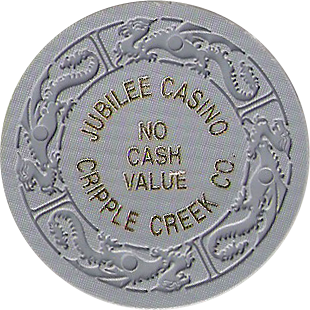 JUBILEE CASINO
NO
CASH
VALUE
CRIPPLE CREEK CO.